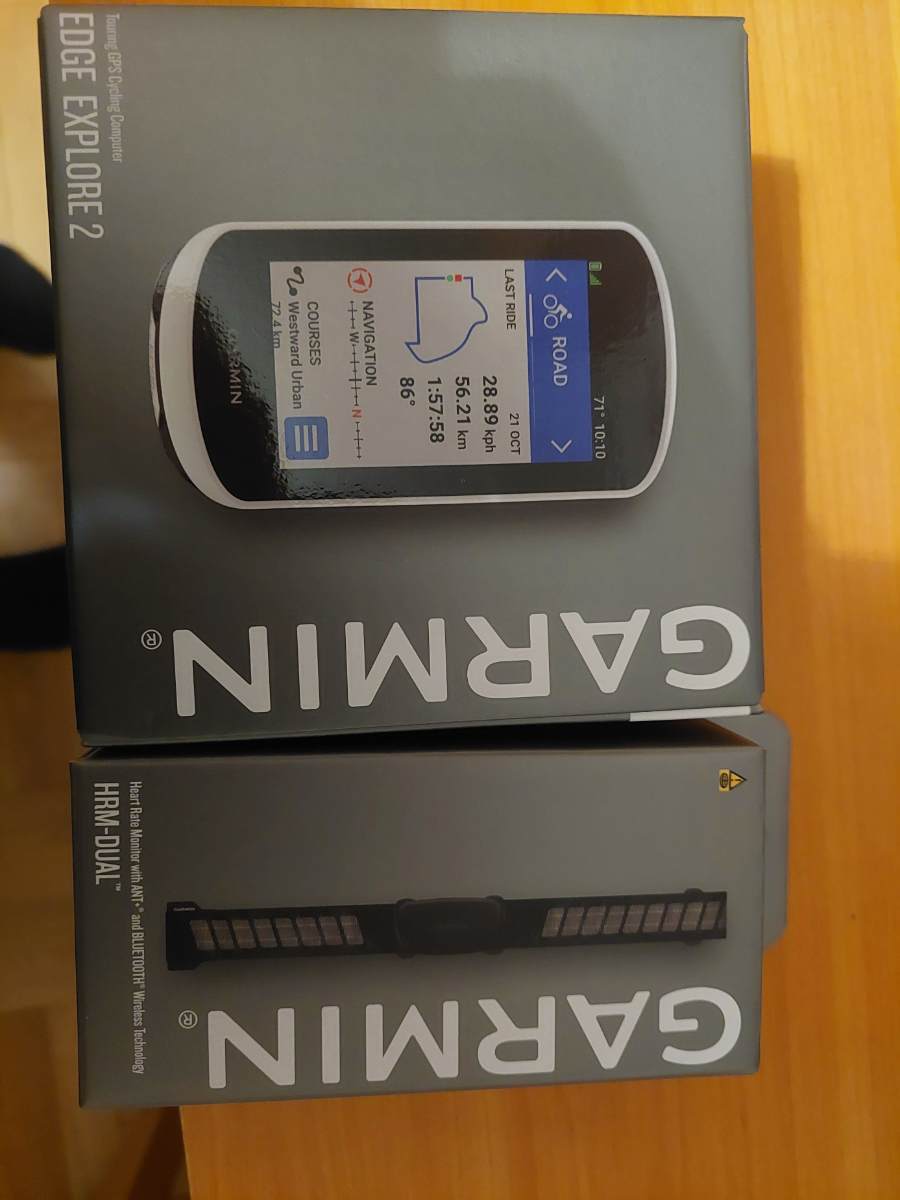 GARMIN®
71° 10:10
ROAD
LAST RIDE
21 OCT
28.89 kph
56.21 km
1:57:58
86°
NAVIGATION
W
N
COURSES
Westward Urban
72.4 km
GARMIN
Touring GPS Cycling Computer
EDGE EXPLORE 2
GARMIN®
Heart Rate Monitor with ANT+® and BLUETOOTH® Wireless Technology
HRM-DUAL™